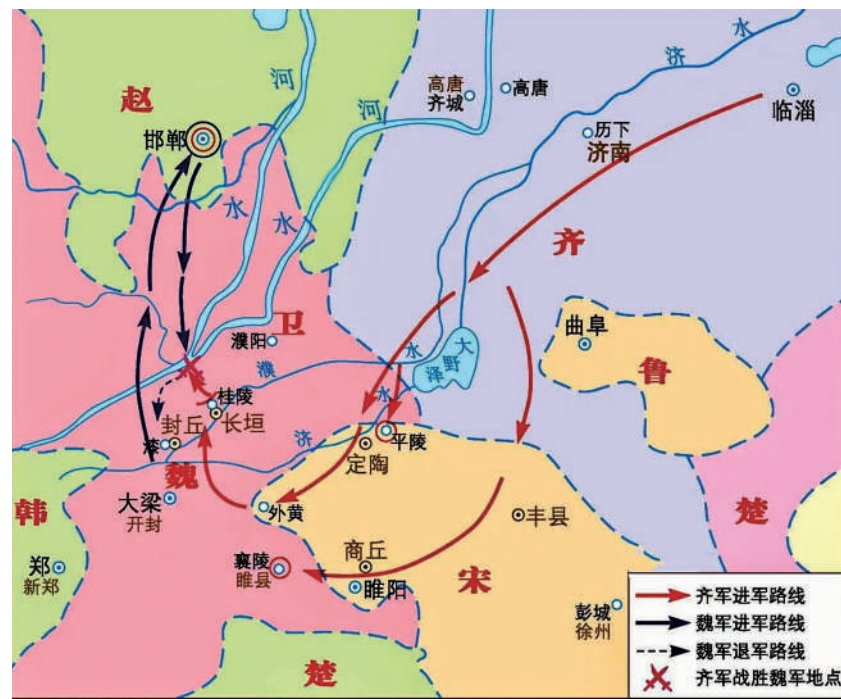 赵
邯郸
河
水
河
水
济
水
高唐
齐城
高唐
历下
济南
临淄
齐
卫
濮阳
濮
水
大
野
泽
曲阜
鲁
桂陵
长垣
封丘
济
水
平陵
定陶
魏
大梁
开封
外黄
韩
郑
新郑
襄陵
睢县
商丘
睢阳
丰县
宋
彭城
徐州
楚
楚
齐军进军路线
魏军进军路线
魏军退军路线
齐军战胜魏军地点